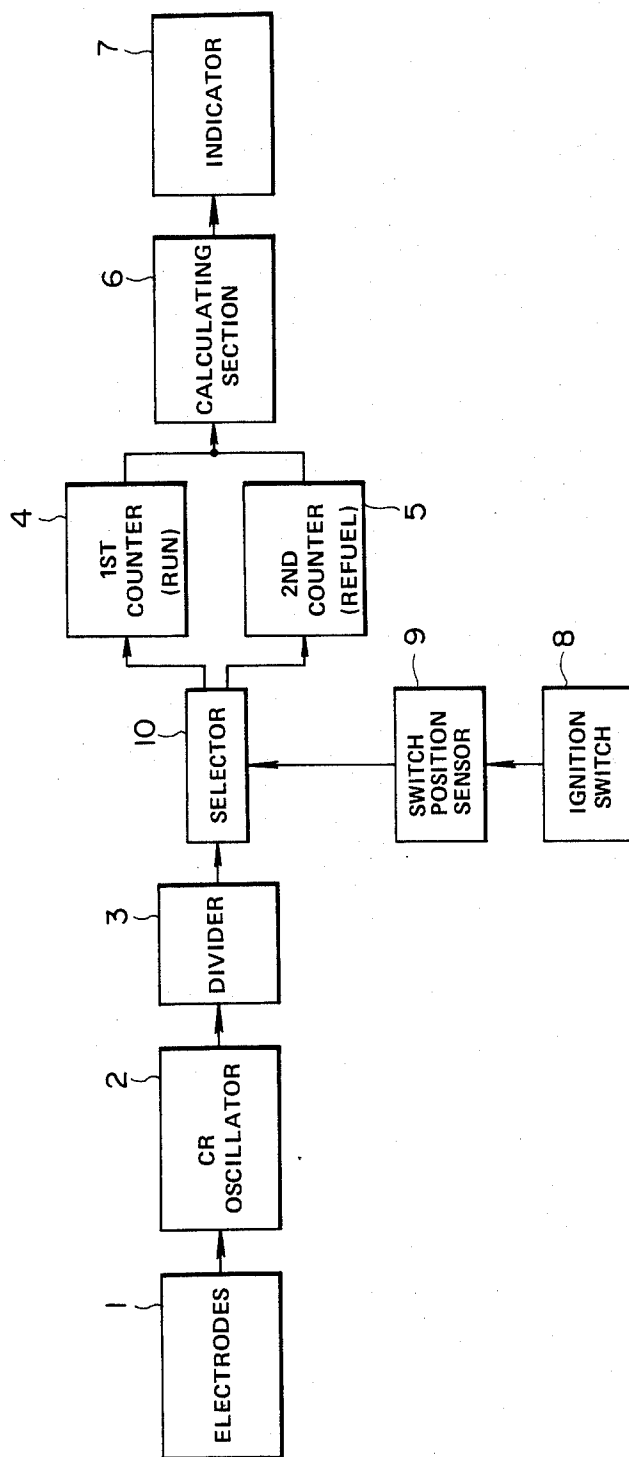 1
ELECTRODES
2
CR
OSCILLATOR
3
DIVIDER
10
SELECTOR
4
1ST
COUNTER
(RUN)
2ND
COUNTER
(REFUEL)
5
6
CALCULATING
SECTION
7
INDICATOR
9
SWITCH
POSITION
SENSOR
8
IGNITION
SWITCH